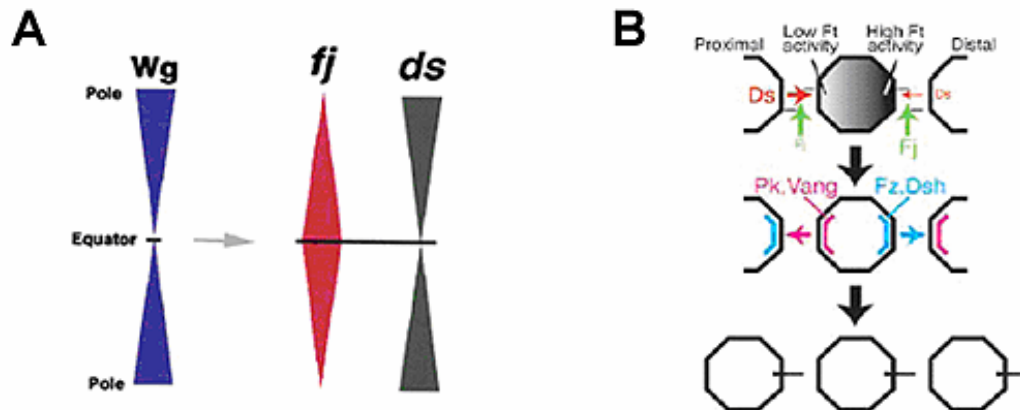 A
Wg
fj
ds
Pole
Equator
Pole
B
Proximal
Low Ft
activity
High Ft
activity
Distal
Ds
Ds
Fj
Fj
Pk.Vang
Fz.Dsh